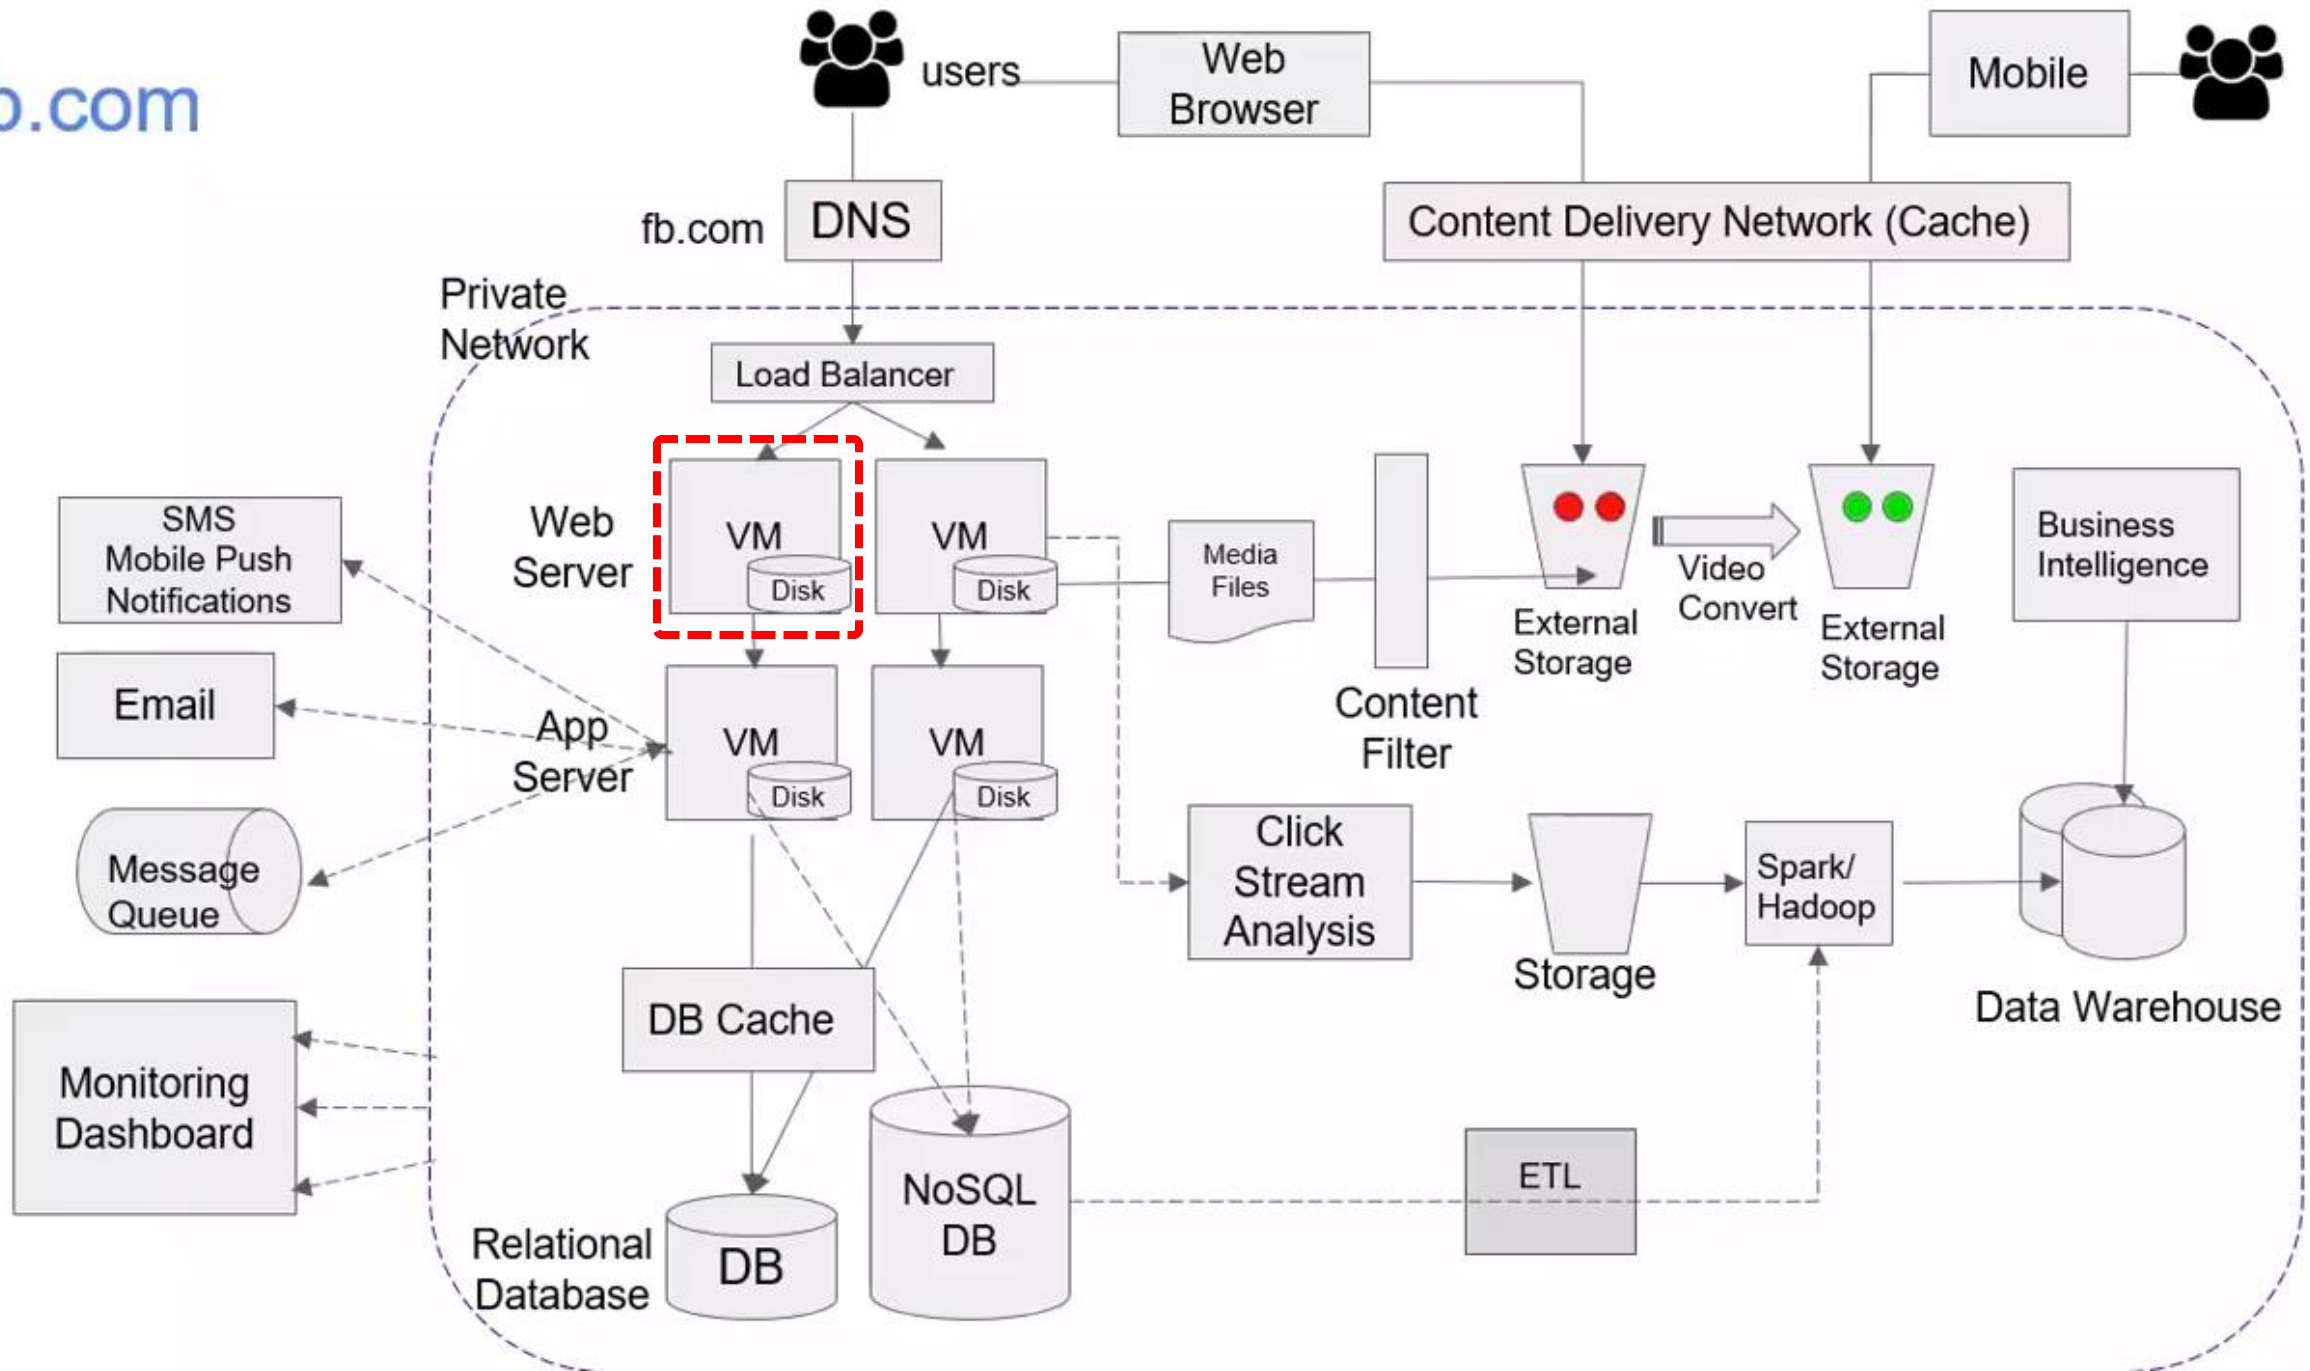 b.com
users
Web
Browser
Mobile
fb.com
DNS
Content Delivery Network (Cache)
Private
Network
Load Balancer
Web
Server
VM
Disk
VM
Disk
Media
Files
Content
Filter
External
Storage
Video
Convert
External
Storage
Business
Intelligence
SMS
Mobile Push
Notifications
Email
Message
Queue
Monitoring
Dashboard
App
Server
VM
Disk
VM
Disk
Click
Stream
Analysis
Storage
Spark/
Hadoop
Data Warehouse
DB Cache
NoSQL
DB
ETL
Relational
Database
DB